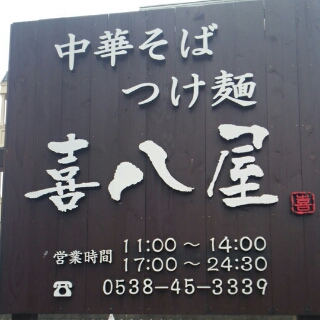 中華そば
つけ麺
喜八屋
喜
営業時間 11:00～14:00
17:00～24:30
☎ 0538-45-3339